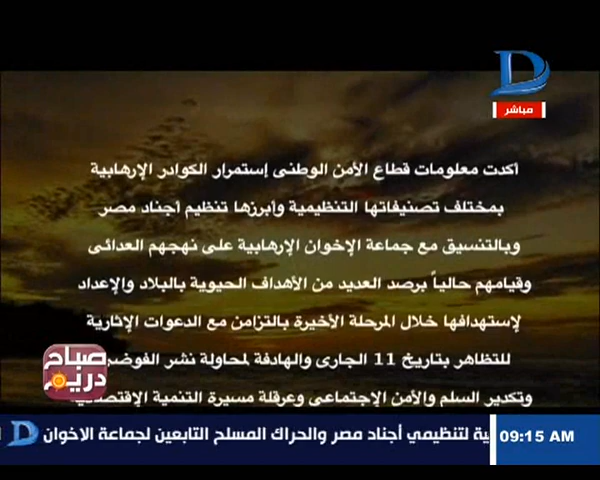 D
مباشر
أكدت معلومات قطاع الأمن الوطنى إستمرار الكوادر الإرهابية
بمختلف تصنيفاتها التنظيمية وأبرزها تنظيم أجناد مصر
وبالتنسيق مع جماعة الإخوان الإرهابية على نهجهم العدائى
وقيامهم حالياً برصد العديد من الأهداف الحيوية بالبلاد والإعداد
لإستهدافها خلال المرحلة الأخيرة بالتزامن مع الدعوات الإثارية
للتظاهر بتاريخ 11 الجارى والهادفة لمحاولة نشر الفوضى
وتكدير السلم والأمن الإجتماعى وعرقلة مسيرة التنمية
صباح
دريم
ية لتنظيمي أجناد مصر والحراك المسلح التابعين لجماعة الاخوان
09:15 AM